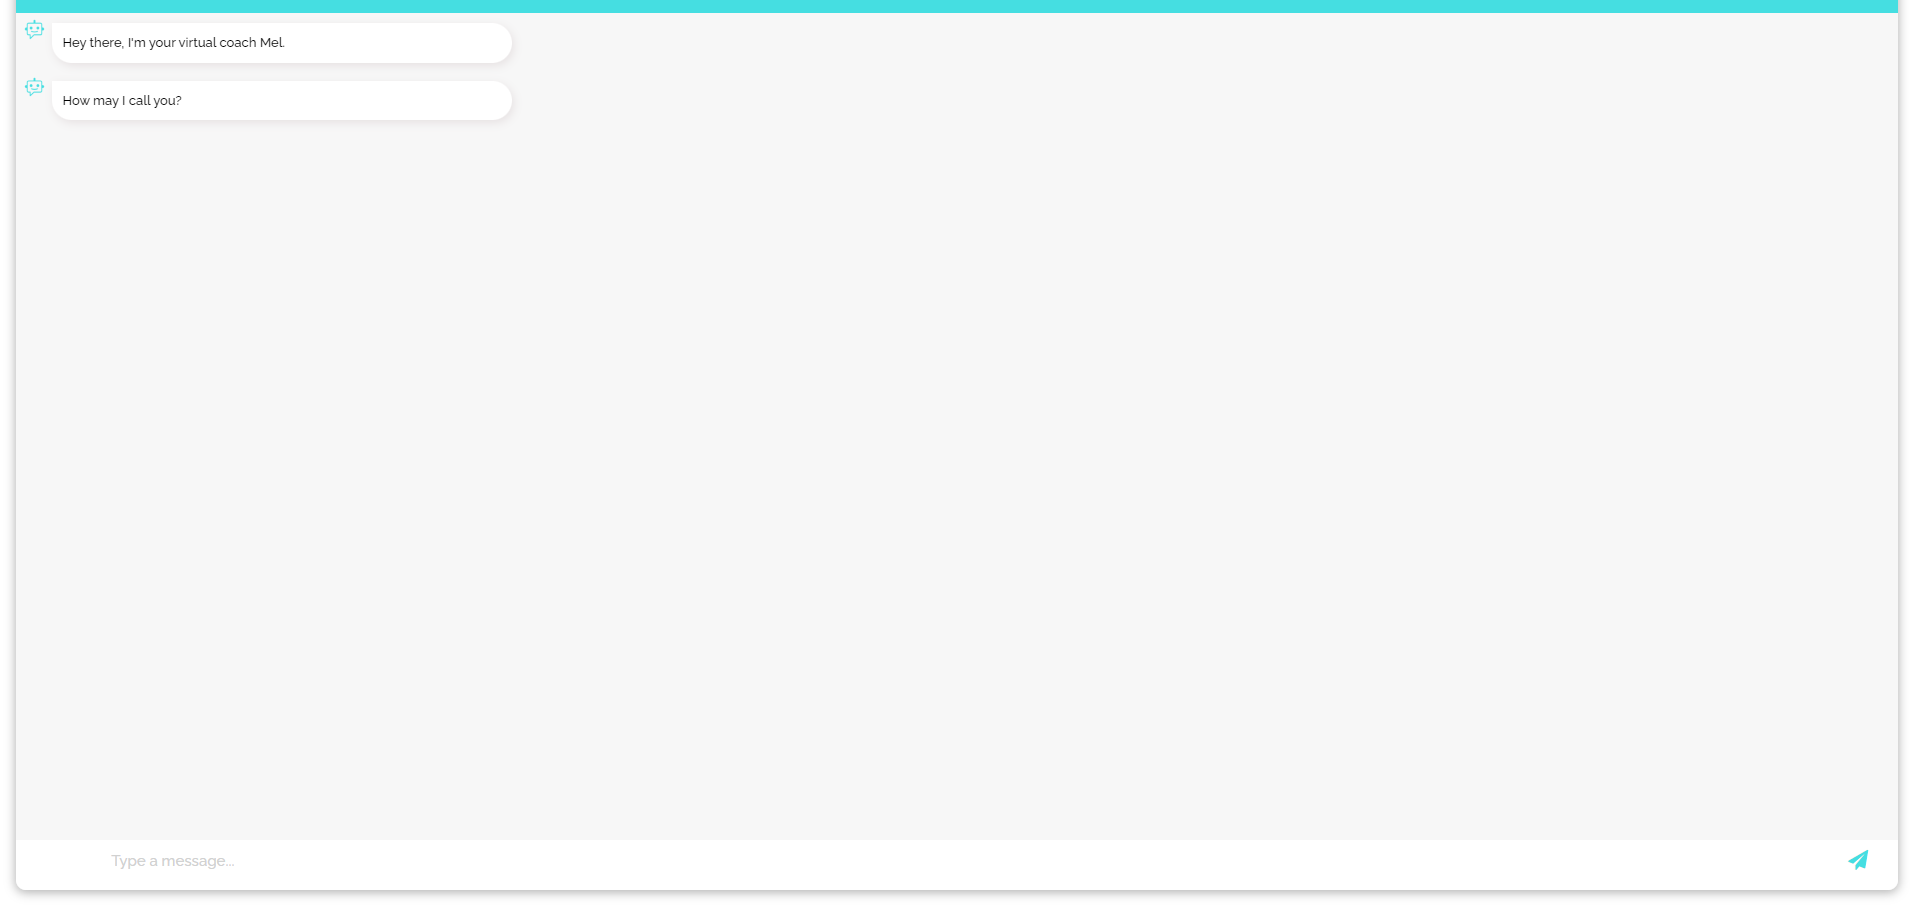 Hey there, I'm your virtual coach Mel.
How may I call you?
Type a message...